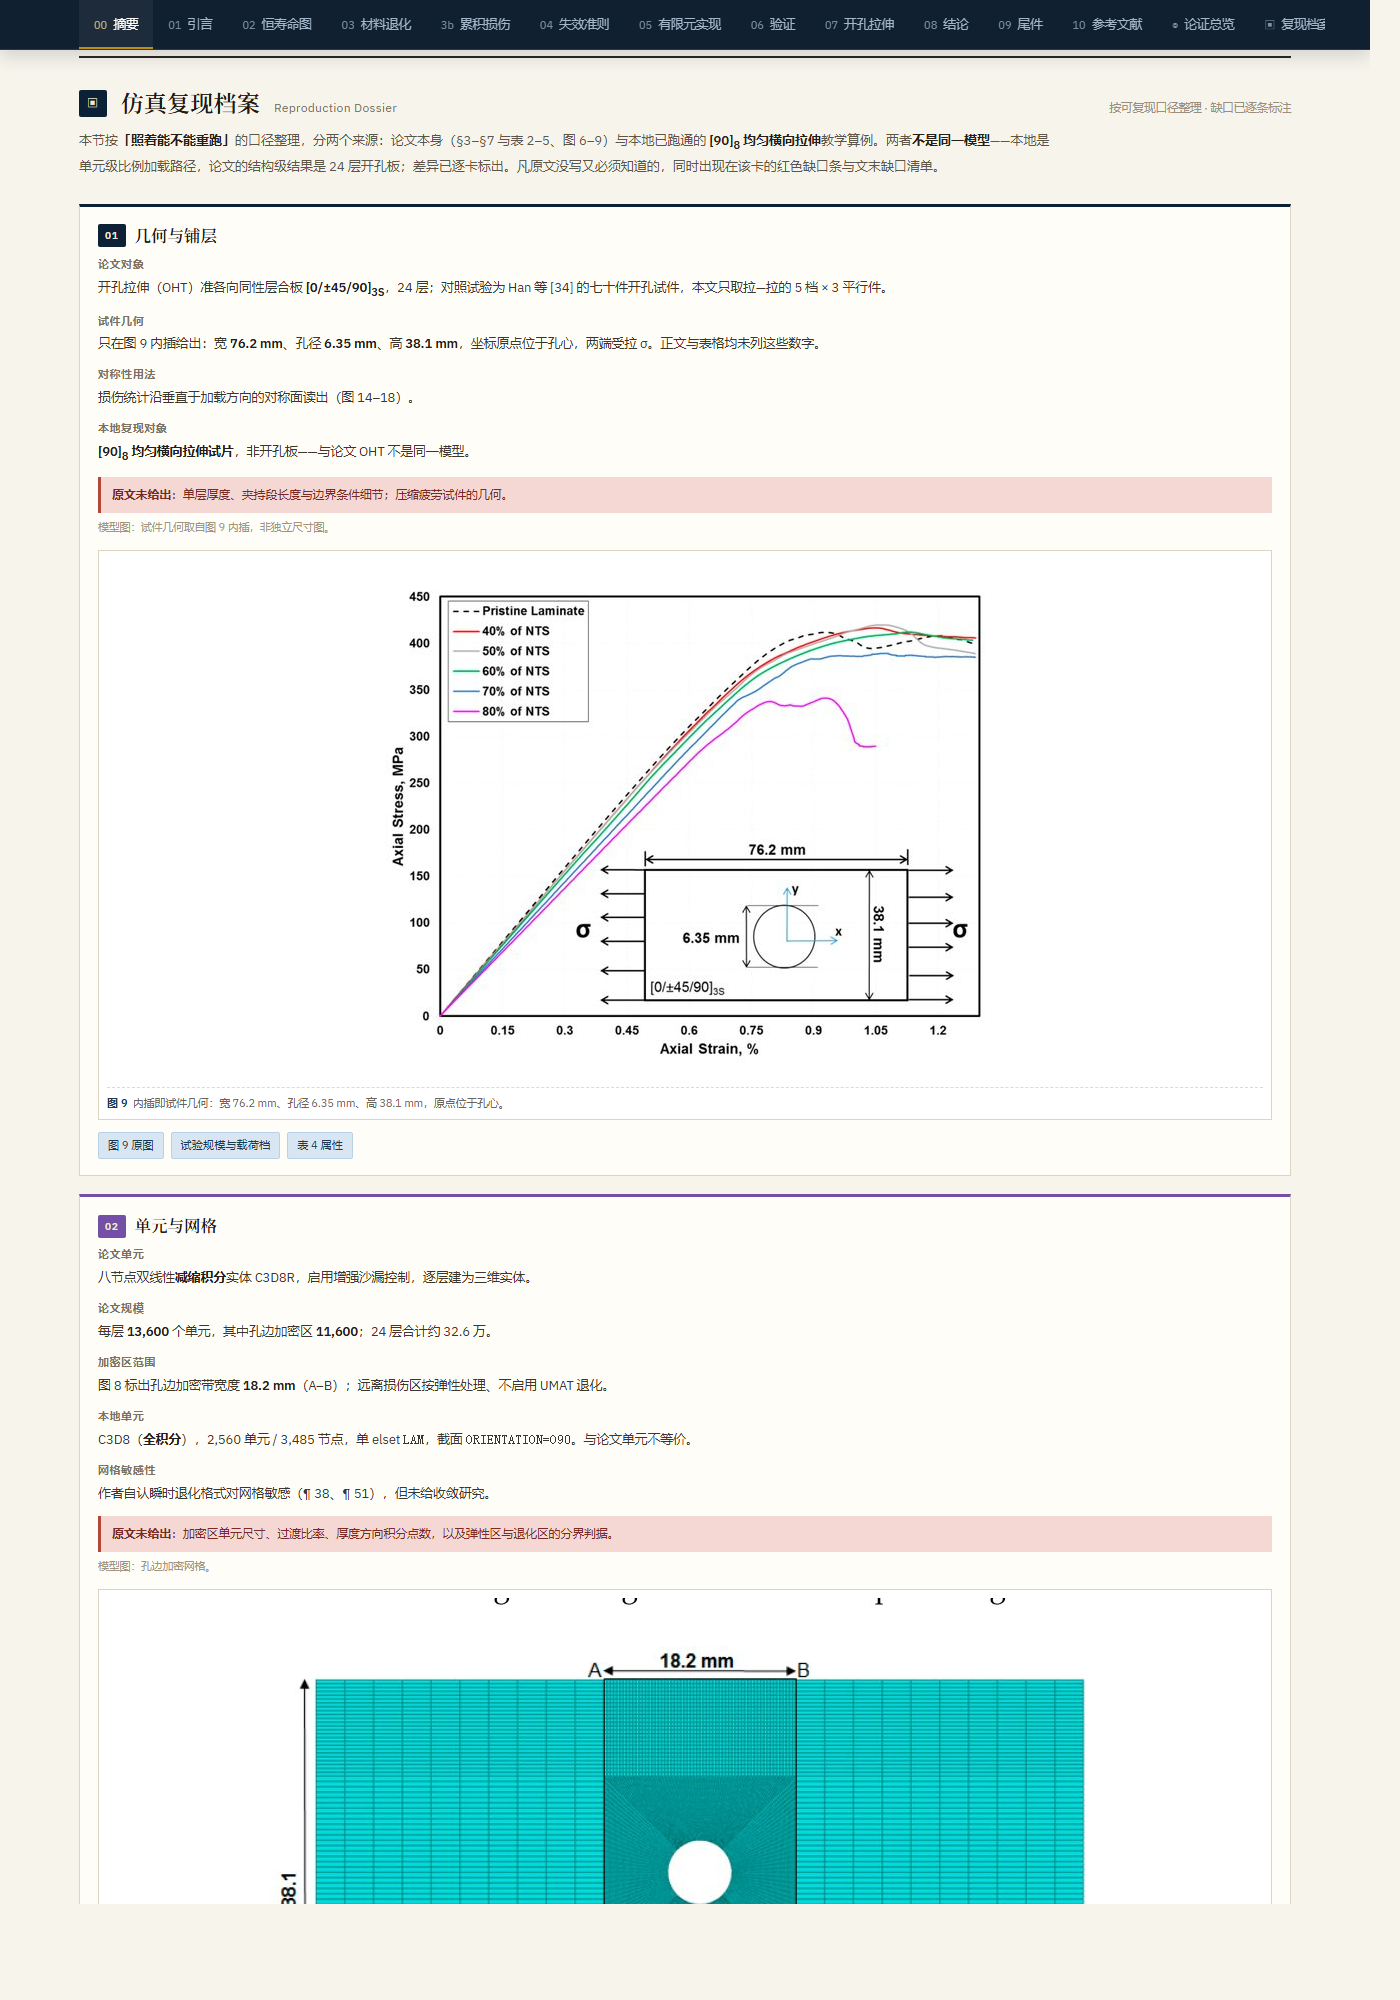 00 摘要 01 引言 02 恒寿命图 03 材料退化 3b 累积损伤 04 失效准则 05 有限元实现 06 验证 07 开孔拉伸 08 结论 09 尾件 10 参考文献 论证总览 复现档案
仿真复现档案 Reproduction Dossier 按可复现口径整理 · 缺口已逐条标注
本节按「照着能不能重跑」的口径整理，分两个来源：论文本身（§3–§7 与表 2–5、图 6–9）与本地已跑通的 [90]8 均匀横向拉伸教学算例。两者不是同一模型——本地是
单元级比例加载路径，论文的结构级结果是 24 层开孔板；差异已逐卡标出。凡原文没写又必须知道的，同时出现在该卡的红色缺口条与文末缺口清单。
01 几何与铺层
论文对象
开孔拉伸（OHT）准各向同性层合板 [0/±45/90]3S，24 层；对照试验为 Han 等 [34] 的七十件开孔试件，本文只取拉—拉的 5 档 × 3 平行件。
试件几何
只在图 9 内插给出：宽 76.2 mm、孔径 6.35 mm、高 38.1 mm，坐标原点位于孔心，两端受拉 σ。正文与表格均未列这些数字。
对称性用法
损伤统计沿垂直于加载方向的对称面读出（图 14–18）。
本地复现对象
[90]8 均匀横向拉伸试片，非开孔板——与论文 OHT 不是同一模型。
原文未给出：单层厚度、夹持段长度与边界条件细节；压缩疲劳试件的几何。
模型图：试件几何取自图 9 内插，非独立尺寸图。
450
400
350
300
250
200
150
100
50
0
Axial Stress, MPa
Pristine Laminate
40% of NTS
50% of NTS
60% of NTS
70% of NTS
80% of NTS
76.2 mm
y
x
6.35 mm
38.1 mm
σ
σ
[0/±45/90]3S
0 0.15 0.3 0.45 0.6 0.75 0.9 1.05 1.2
Axial Strain, %
图 9 内插即试件几何：宽 76.2 mm、孔径 6.35 mm、高 38.1 mm，原点位于孔心。
图 9 原图 试验规模与载荷档 表 4 属性
02 单元与网格
论文单元
八节点双线性减缩积分实体 C3D8R，启用增强沙漏控制，逐层建为三维实体。
论文规模
每层 13,600 个单元，其中孔边加密区 11,600；24 层合计约 32.6 万。
加密区范围
图 8 标出孔边加密带宽度 18.2 mm（A–B）；远离损伤区按弹性处理、不启用 UMAT 退化。
本地单元
C3D8（全积分），2,560 单元 / 3,485 节点，单 elset LAM，截面 ORIENTATION=O90。与论文单元不等价。
网格敏感性
作者自认瞬时退化格式对网格敏感（¶ 38、¶ 51），但未给收敛研究。
原文未给出：加密区单元尺寸、过渡比率、厚度方向积分点数，以及弹性区与退化区的分界判据。
模型图：孔边加密网格。
A 18.2 mm B
38.1